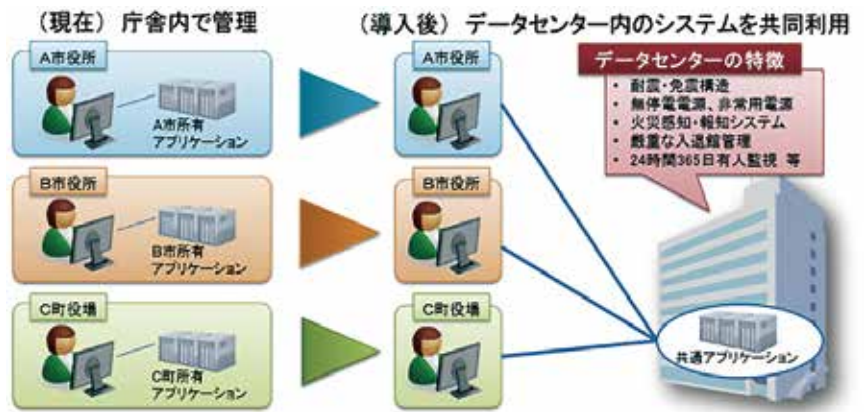 （現在）庁舎内で管理
（導入後）データセンター内のシステムを共同利用
A市役所
A市所有
アプリケーション
B市役所
B市所有
アプリケーション
C町役場
C町所有
アプリケーション
A市役所
B市役所
C町役場
データセンターの特徴
• 耐震・免震構造
• 無停電電源、非常用電源
• 火災感知・報知システム
• 厳重な入退館管理
• 24時間365日有人監視 等
共通アプリケーション